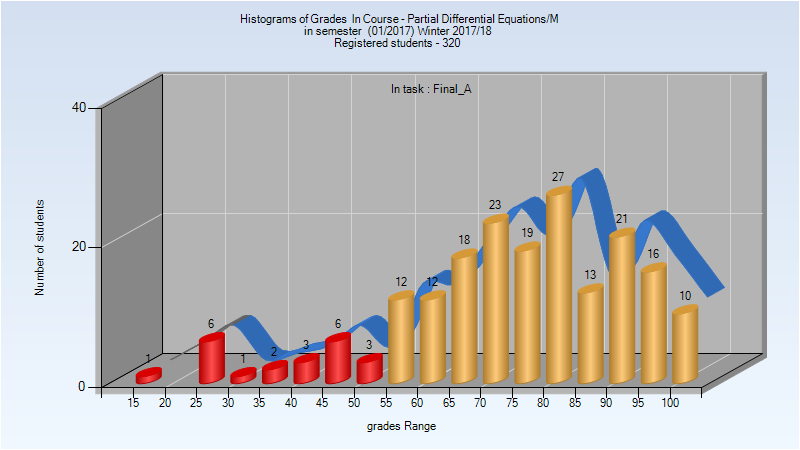 Histograms of Grades In Course - Partial Differential Equations/M
in semester (01/2017) Winter 2017/18
Registered students - 320
In task : Final_A
40
20
0
Number of students
1
6
1
2
3
6
3
12
12
18
23
19
27
13
21
16
10
15 20 25 30 35 40 45 50 55 60 65 70 75 80 85 90 95 100
grades Range